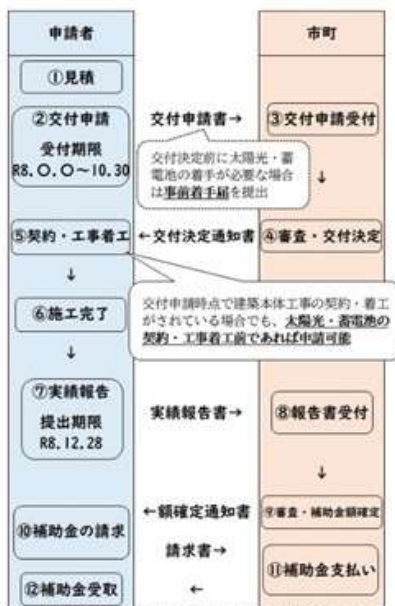 申請者
市町
①見積
②交付申請
受付期限
R8.○.○～10.30
交付申請書→
③交付申請受付
交付決定前に太陽光・蓄
電池の着手が必要な場合
は事前着手届を提出
↓
⑤契約・工事着工
←交付決定通知書
④審査・交付決定
↓
交付申請時点で建築本体工事の契約・着工
がされている場合でも、太陽光・蓄電池の
契約・工事着工前であれば申請可能
⑥施工完了
↓
⑦実績報告
提出期限
R8.12.28
実績報告書→
⑧報告書受付
↓
←額確定通知書
⑨審査・補助金額確定
⑩補助金の請求
請求書→
⑪補助金支払い
⑫補助金受取
←